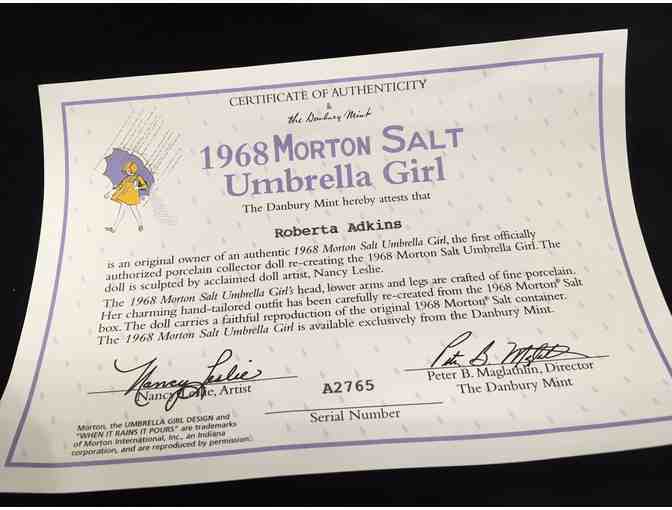 CERTIFICATE OF AUTHENTICITY
&
the Danbury Mint
1968 MORTON SALT
Umbrella Girl
The Danbury Mint hereby attests that
Roberta Adkins
is an original owner of an authentic 1968 Morton Salt Umbrella Girl, the first officially
authorized porcelain collector doll re-creating the 1968 Morton Salt Umbrella Girl. The
doll is sculpted by acclaimed doll artist, Nancy Leslie.
The 1968 Morton Salt Umbrella Girl's head, lower arms and legs are crafted of fine porcelain.
Her charming hand-tailored outfit has been carefully re-created from the 1968 Morton® Salt
box. The doll carries a faithful reproduction of the original 1968 Morton® Salt container.
The 1968 Morton Salt Umbrella Girl is available exclusively from the Danbury Mint.
Nancy Leslie
Nancy Leslie, Artist
A2765
Serial Number
Peter B. Maglathlin
Peter B. Maglathlin, Director
The Danbury Mint
Morton, the UMBRELLA GIRL DESIGN and
"WHEN IT RAINS IT POURS" are trademarks
of Morton International, Inc., an Indiana
corporation, and are reproduced by permission.